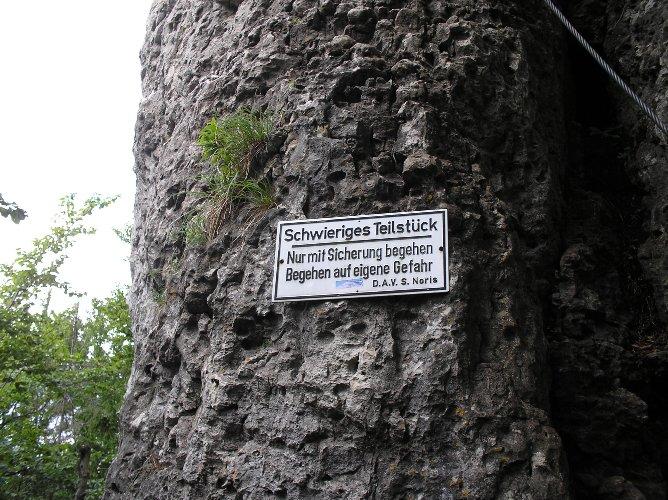 Schwieriges Teilstück
Nur mit Sicherung begehen
Begehen auf eigene Gefahr
D.A.V. S. Noris